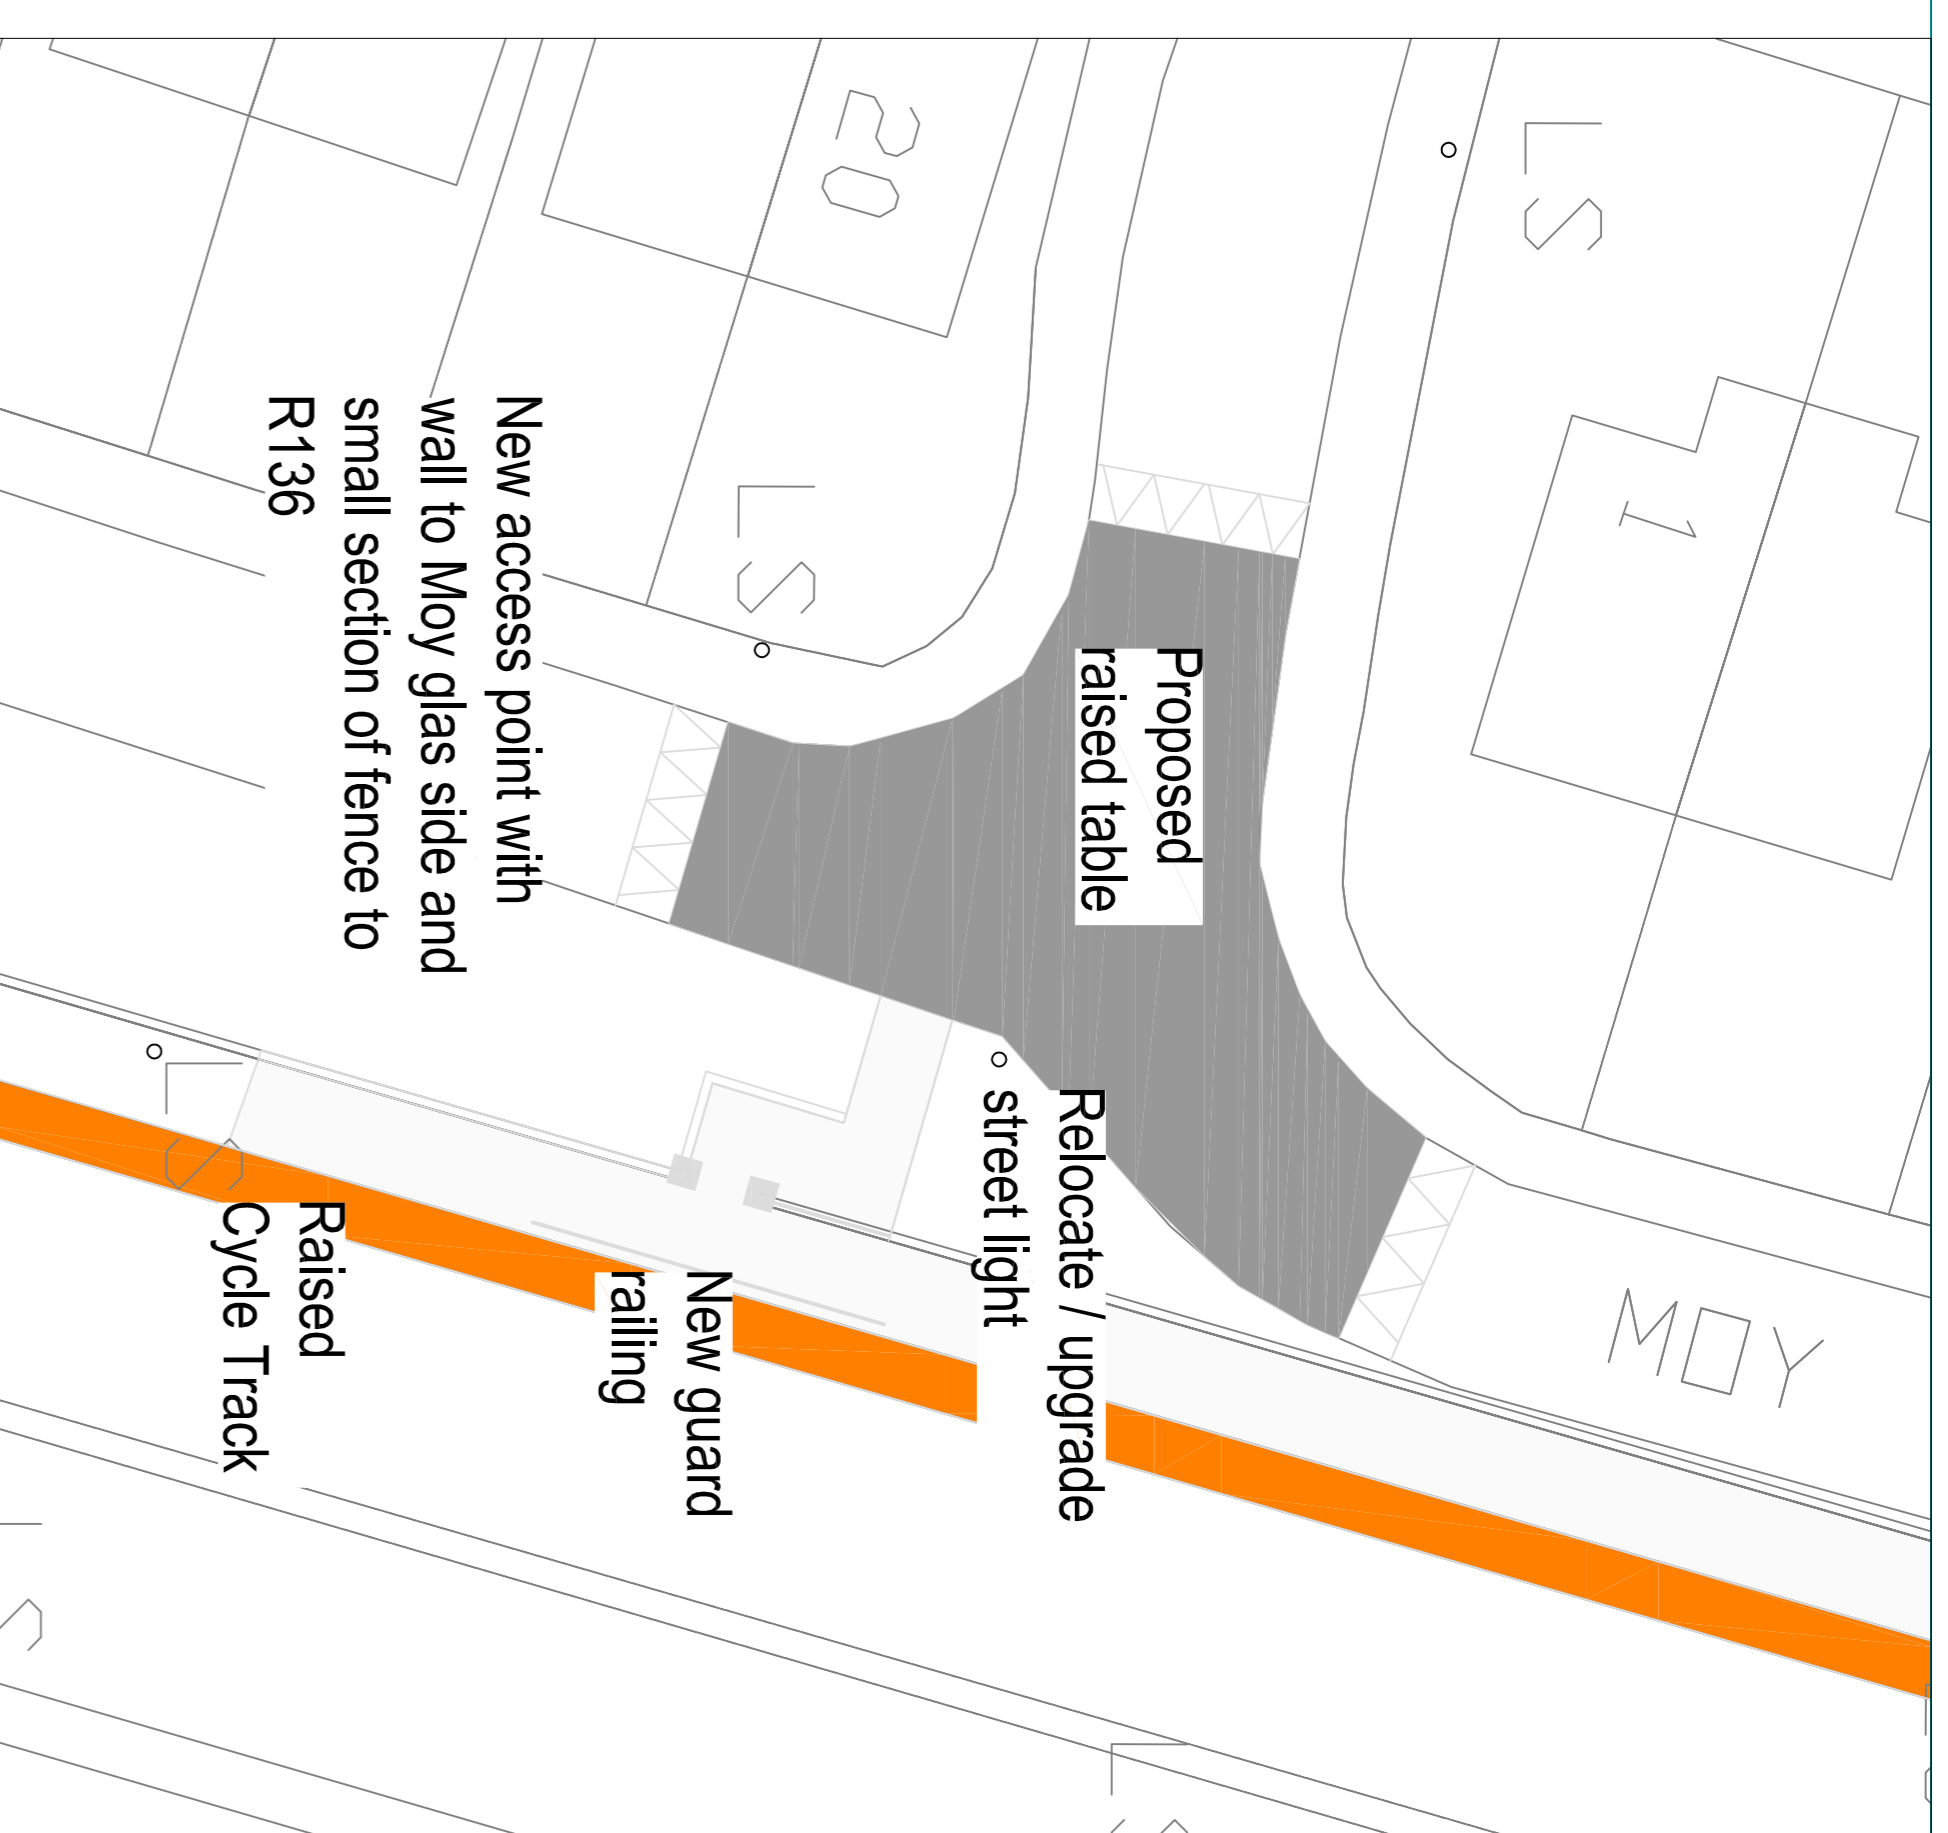 20
LS
LS
1
Proposed
raised table
New access point with
wall to Moy glas side and
small section of fence to
R136
Relocate / upgrade
street light
New guard
railing
Raised
Cycle Track
LS
MOY